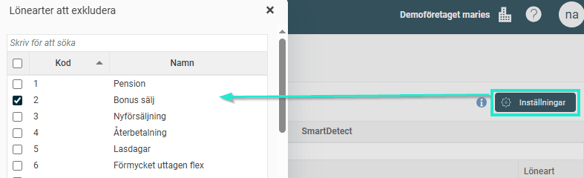 Lönearter att exkludera
Demoföretaget maries
na
Skriv för att söka
Kod Namn
1 Pension
2 Bonus sälj
3 Nyförsäljning
4 Återbetalning
5 Lasdagar
6 Förmycket uttagen flex
Inställningar
SmartDetect
Löneart